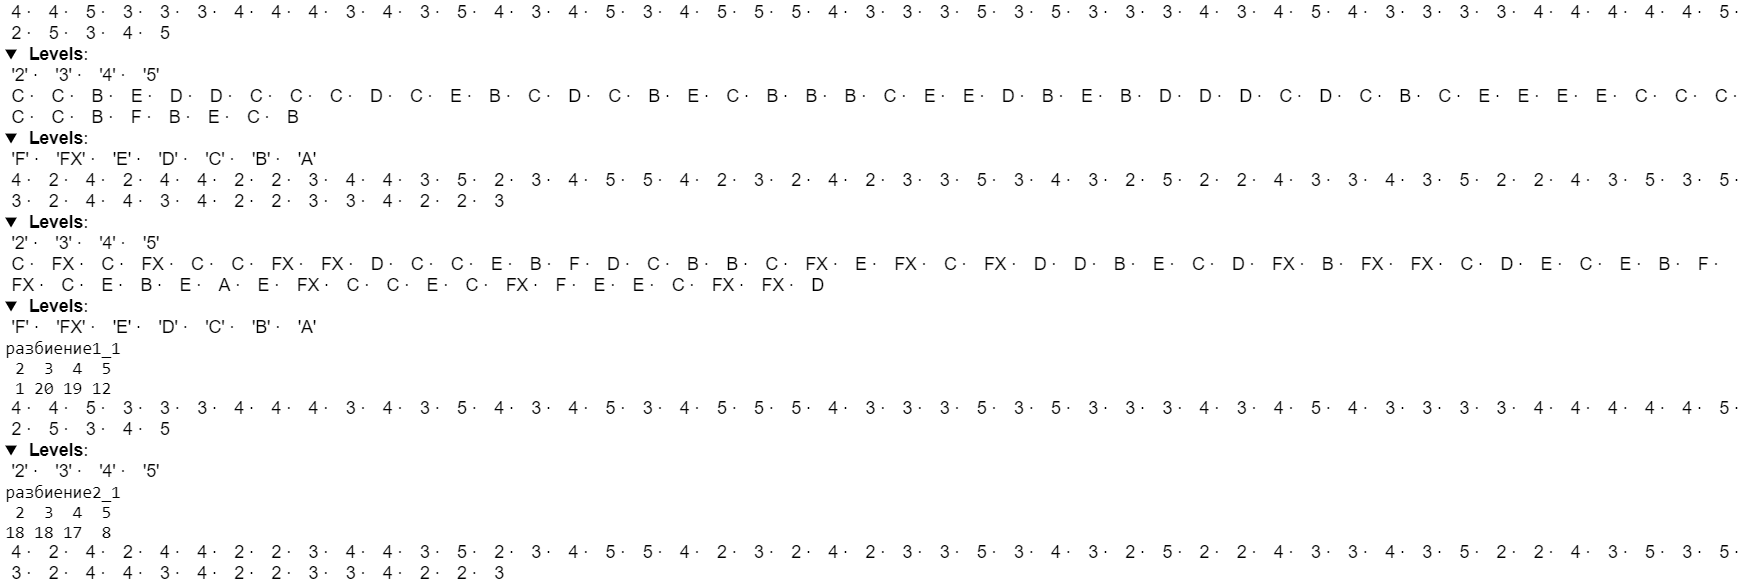 4 · 4 · 5 · 3 · 3 · 3 · 4 · 4 · 4 · 3 · 4 · 3 · 5 · 4 · 3 · 4 · 5 · 3 · 4 · 5 · 5 · 5 · 4 · 3 · 3 · 3 · 5 · 3 · 5 · 3 · 3 · 3 · 4 · 3 · 4 · 5 · 4 · 3 · 3 · 3 · 3 · 4 · 4 · 4 · 4 · 4 · 5 ·
2 · 5 · 3 · 4 · 5
▼ Levels:
'2' · '3' · '4' · '5'
C · C · B · E · D · D · C · C · C · D · C · E · B · C · D · C · B · E · C · B · B · B · C · E · E · D · B · E · B · D · D · D · C · D · C · B · C · E · E · E · E · C · C · C ·
C · C · B · F · B · E · C · B
▼ Levels:
'F' · 'FX' · 'E' · 'D' · 'C' · 'B' · 'A'
4 · 2 · 4 · 2 · 4 · 4 · 2 · 2 · 3 · 4 · 4 · 3 · 5 · 2 · 3 · 4 · 5 · 5 · 4 · 2 · 3 · 2 · 4 · 2 · 3 · 3 · 5 · 3 · 4 · 3 · 2 · 5 · 2 · 2 · 4 · 3 · 3 · 4 · 3 · 5 · 2 · 2 · 4 · 3 · 5 · 3 · 5 ·
3 · 2 · 4 · 4 · 3 · 4 · 2 · 2 · 3 · 3 · 4 · 2 · 2 · 3
▼ Levels:
'2' · '3' · '4' · '5'
C · FX · C · FX · C · C · FX · FX · D · C · C · E · B · F · D · C · B · B · C · FX · E · FX · C · FX · D · D · B · E · C · D · FX · B · FX · FX · C · D · E · C · E · B · F ·
FX · C · E · B · E · A · E · FX · C · C · E · C · FX · F · E · E · C · FX · FX · D
▼ Levels:
'F' · 'FX' · 'E' · 'D' · 'C' · 'B' · 'A'
разбиение1_1
2 3 4 5
1 20 19 12
4 · 4 · 5 · 3 · 3 · 3 · 4 · 4 · 4 · 3 · 4 · 3 · 5 · 4 · 3 · 4 · 5 · 3 · 4 · 5 · 5 · 5 · 4 · 3 · 3 · 3 · 5 · 3 · 5 · 3 · 3 · 3 · 4 · 3 · 4 · 5 · 4 · 3 · 3 · 3 · 3 · 4 · 4 · 4 · 4 · 4 · 5 ·
2 · 5 · 3 · 4 · 5
▼ Levels:
'2' · '3' · '4' · '5'
разбиение2_1
2 3 4 5
18 18 17 8
4 · 2 · 4 · 2 · 4 · 4 · 2 · 2 · 3 · 4 · 4 · 3 · 5 · 2 · 3 · 4 · 5 · 5 · 4 · 2 · 3 · 2 · 4 · 2 · 3 · 3 · 5 · 3 · 4 · 3 · 2 · 5 · 2 · 2 · 4 · 3 · 3 · 4 · 3 · 5 · 2 · 2 · 4 · 3 · 5 · 3 · 5 ·
3 · 2 · 4 · 4 · 3 · 4 · 2 · 2 · 3 · 3 · 4 · 2 · 2 · 3